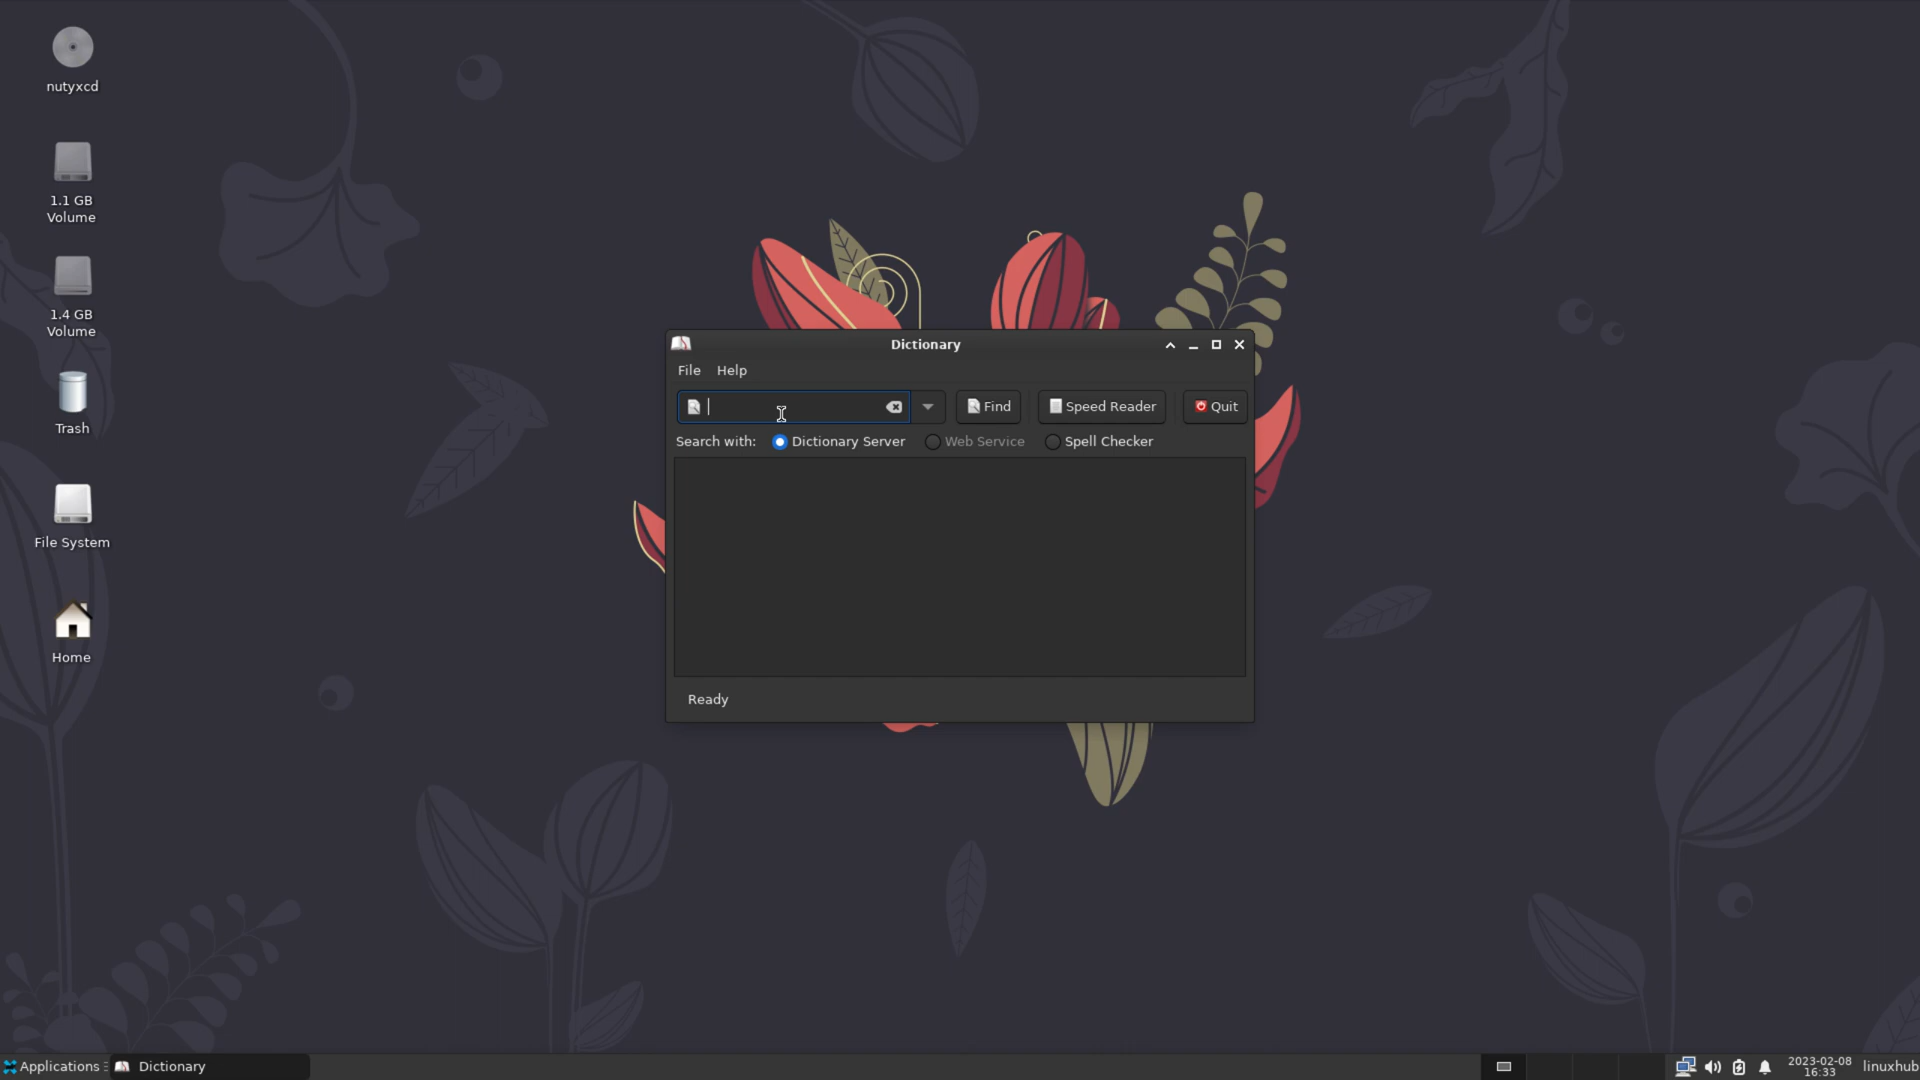 nutyxcd
1.1 GB
Volume
1.4 GB
Volume
Trash
File System
Home
Dictionary
File Help
Find Speed Reader Quit
Search with: Dictionary Server Web Service Spell Checker
Ready
Applications Dictionary
2023-02-08
16:33
linuxhub